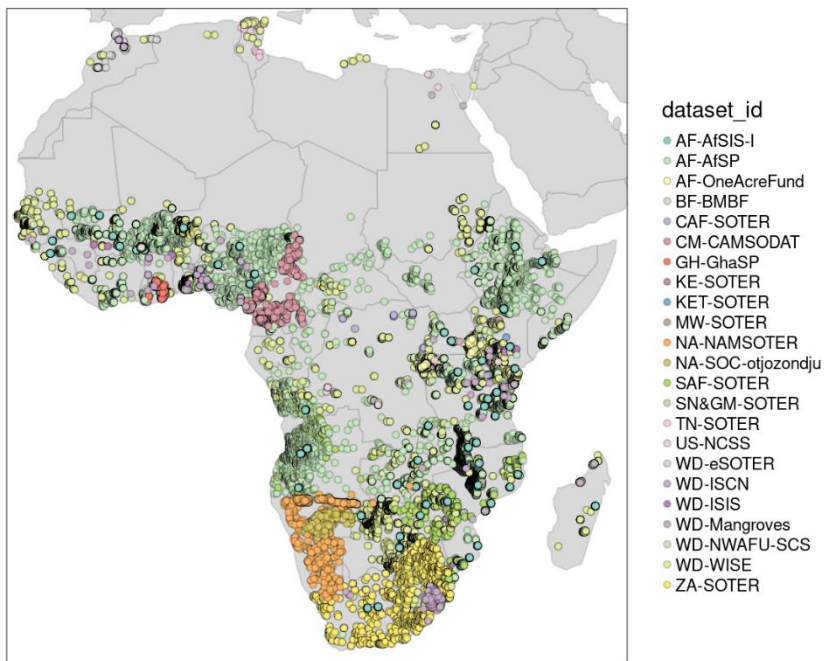 dataset_id
AF-AfSIS-I
AF-AfSP
AF-OneAcreFund
BF-BMBF
CAF-SOTER
CM-CAMSODAT
GH-GhaSP
KE-SOTER
KET-SOTER
MW-SOTER
NA-NAMSOTER
NA-SOC-otjozondju
SAF-SOTER
SN&GM-SOTER
TN-SOTER
US-NCSS
WD-eSOTER
WD-ISCN
WD-ISIS
WD-Mangroves
WD-NWAFU-SCS
WD-WISE
ZA-SOTER